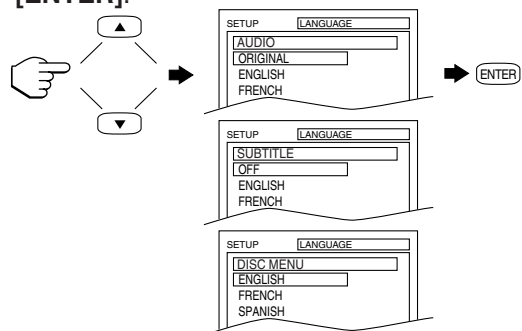 [ENTER].
▲
▼
SETUP LANGUAGE
AUDIO
ORIGINAL
ENGLISH
FRENCH
ENTER
SETUP LANGUAGE
SUBTITLE
OFF
ENGLISH
FRENCH
SETUP LANGUAGE
DISC MENU
ENGLISH
FRENCH
SPANISH